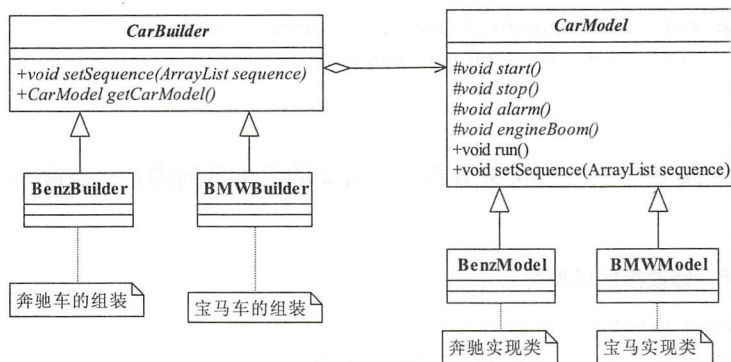 CarBuilder
+void setSequence(ArrayList sequence)
+CarModel getCarModel()
CarModel
#void start()
#void stop()
#void alarm()
#void engineBoom()
+void run()
+void setSequence(ArrayList sequence)
BenzBuilder
BMWBuilder
奔驰车的组装
宝马车的组装
BenzModel
BMWModel
奔驰实现类
宝马实现类